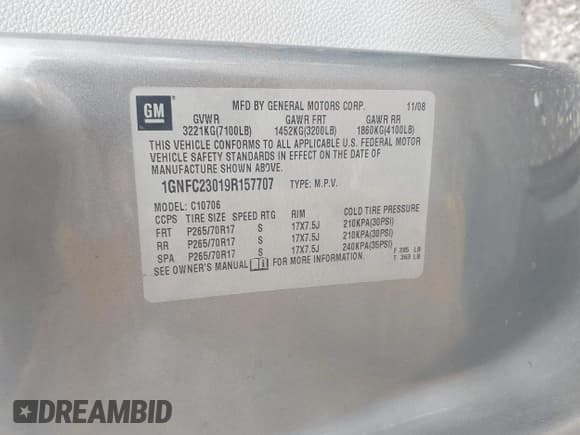 GM
MFD BY GENERAL MOTORS CORP. 11/08
GVWR GAWR FRT GAWR RR
3221KG(7100LB) 1452KG(3200LB) 1860KG(4100LB)
THIS VEHICLE CONFORMS TO ALL APPLICABLE U.S. FEDERAL MOTOR
VEHICLE SAFETY STANDARDS IN EFFECT ON THE DATE OF
MANUFACTURE SHOWN ABOVE.
1GNFC23019R157707 TYPE: M.P.V.
MODEL: C10706
CCPS TIRE SIZE SPEED RTG RIM COLD TIRE PRESSURE
FRT P265/70R17 S 17X7.5J 210KPA(30PSI)
RR P265/70R17 S 17X7.5J 210KPA(30PSI)
SPA P265/70R17 S 17X7.5J 240KPA(35PSI)
SEE OWNER'S MANUAL FOR MORE INFORMATION.
F 285 LB
T 363 LB
DREAMBID